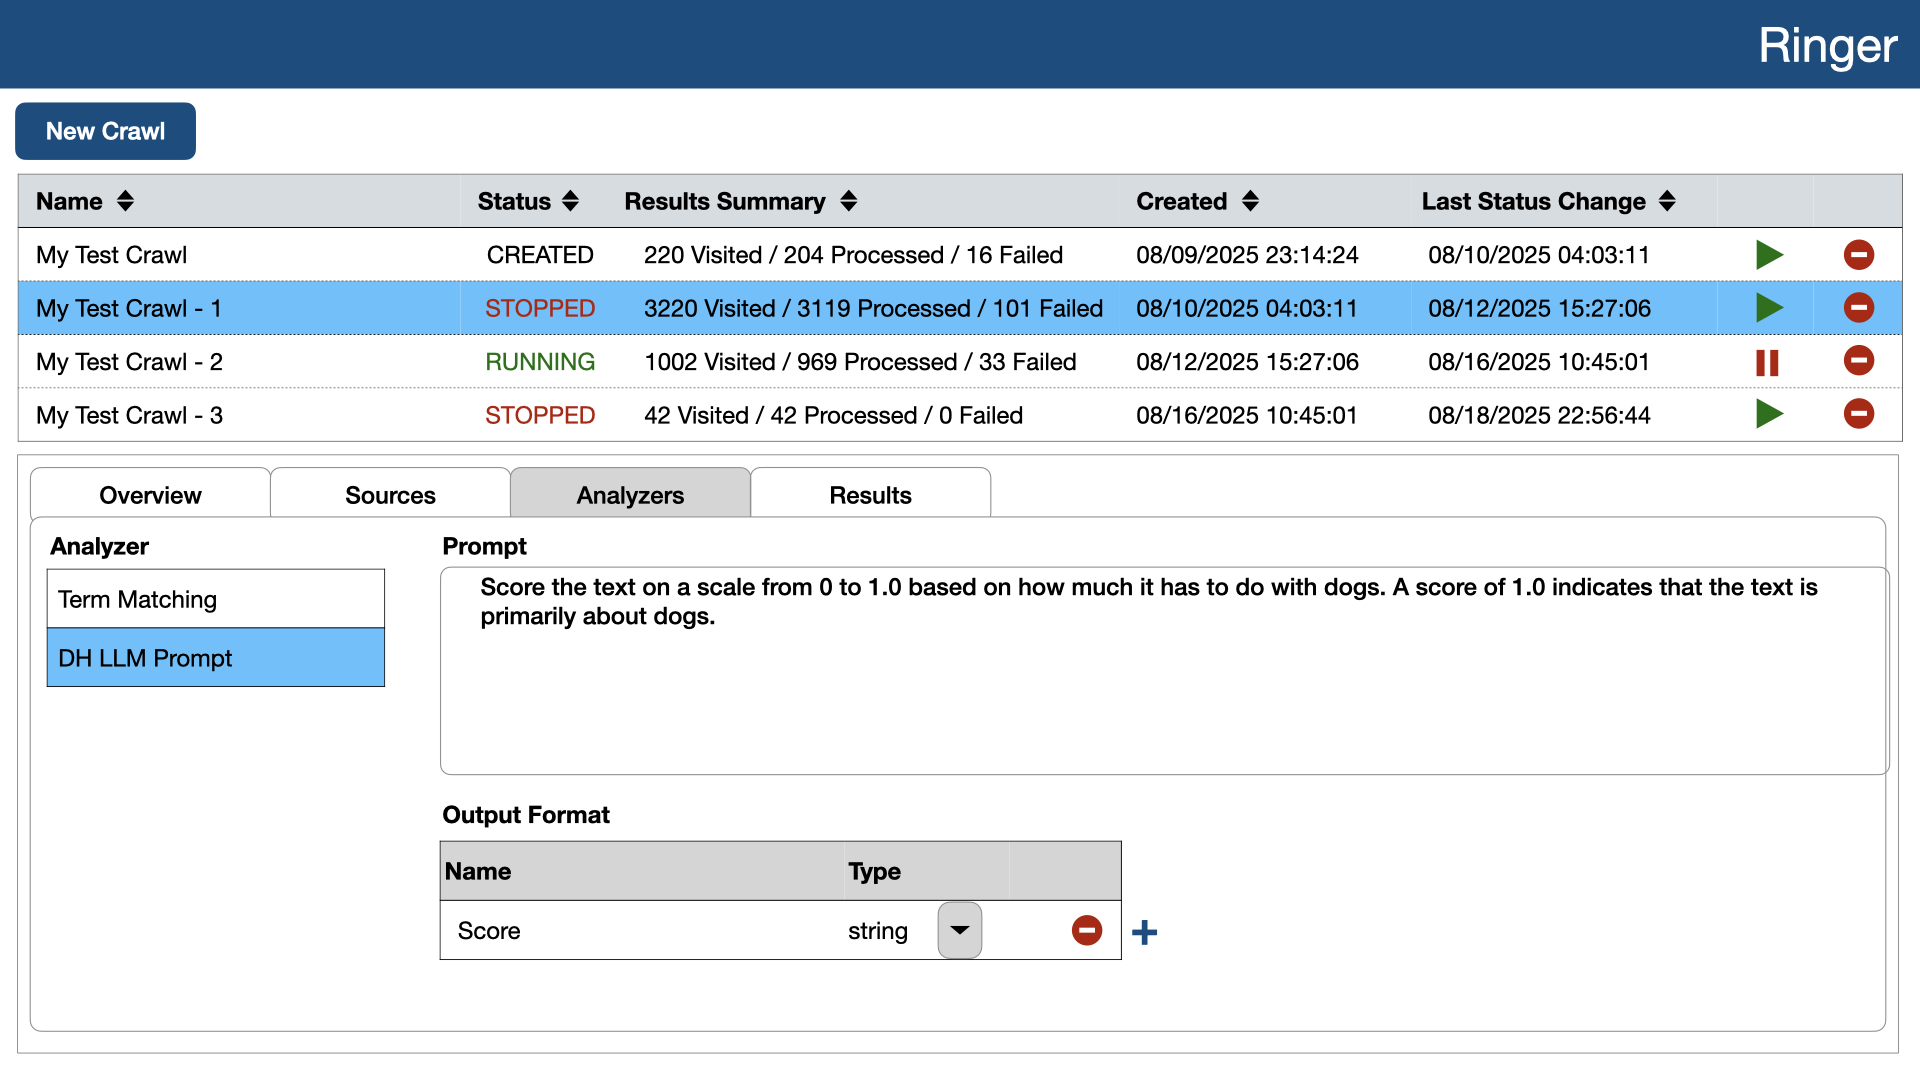 Ringer
New Crawl
Name Status Results Summary Created Last Status Change
My Test Crawl CREATED 220 Visited / 204 Processed / 16 Failed 08/09/2025 23:14:24 08/10/2025 04:03:11
My Test Crawl - 1 STOPPED 3220 Visited / 3119 Processed / 101 Failed 08/10/2025 04:03:11 08/12/2025 15:27:06
My Test Crawl - 2 RUNNING 1002 Visited / 969 Processed / 33 Failed 08/12/2025 15:27:06 08/16/2025 10:45:01
My Test Crawl - 3 STOPPED 42 Visited / 42 Processed / 0 Failed 08/16/2025 10:45:01 08/18/2025 22:56:44
Overview Sources Analyzers Results
Analyzer
Term Matching
DH LLM Prompt
Prompt
Score the text on a scale from 0 to 1.0 based on how much it has to do with dogs. A score of 1.0 indicates that the text is
primarily about dogs.
Output Format
Name Type
Score string